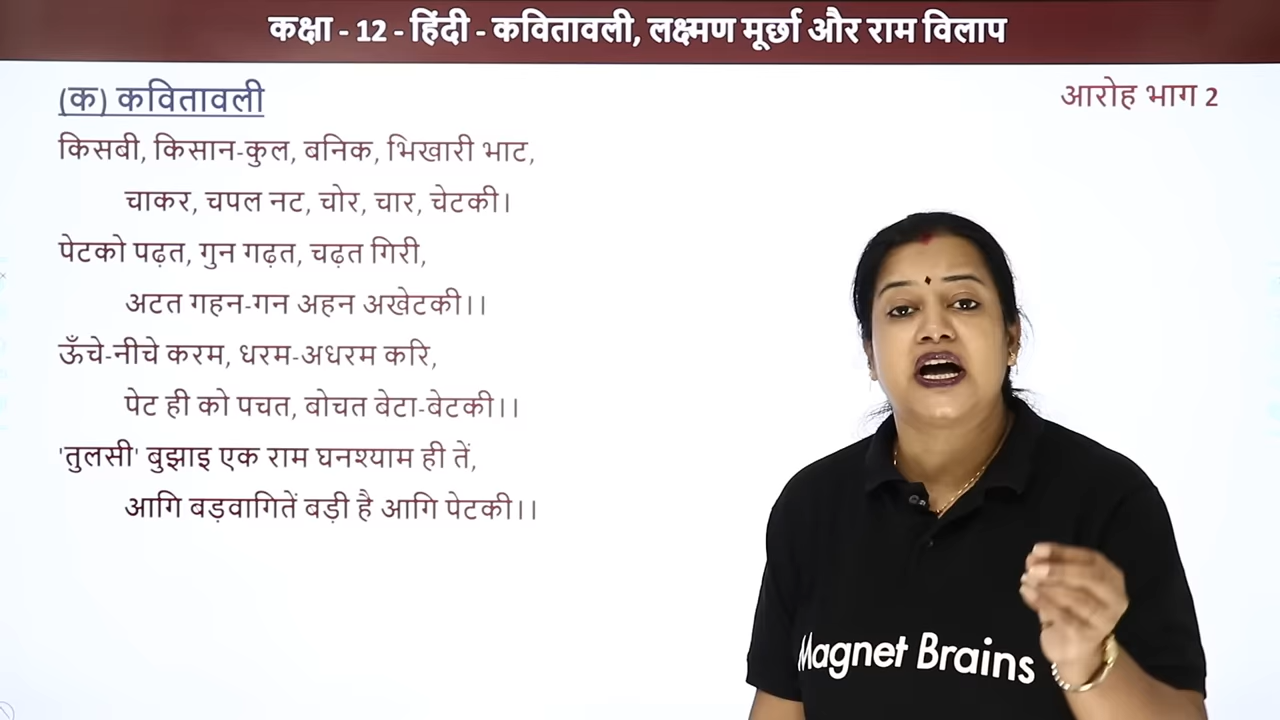 कक्षा - 12 - हिंदी - कवितावली, लक्ष्मण मूर्छा और राम विलाप
(क) कवितावली
आरोह भाग 2
किसबी, किसान-कुल, बनिक, भिखारी भाट,
चाकर, चपल नट, चोर, चार, चेटकी।
पेटको पढ़त, गुन गढ़त, चढ़त गिरी,
अटत गहन-गन अहन अखेटकी।।
ऊँचे-नीचे करम, धरम-अधरम करि,
पेट ही को पचत, बोचत वेटा-वेटकी।।
'तुलसी' बुझाइ एक राम घनश्याम ही तें,
आगि बड़वागितें बड़ी है आगि पेटकी।।
Magnet Brains